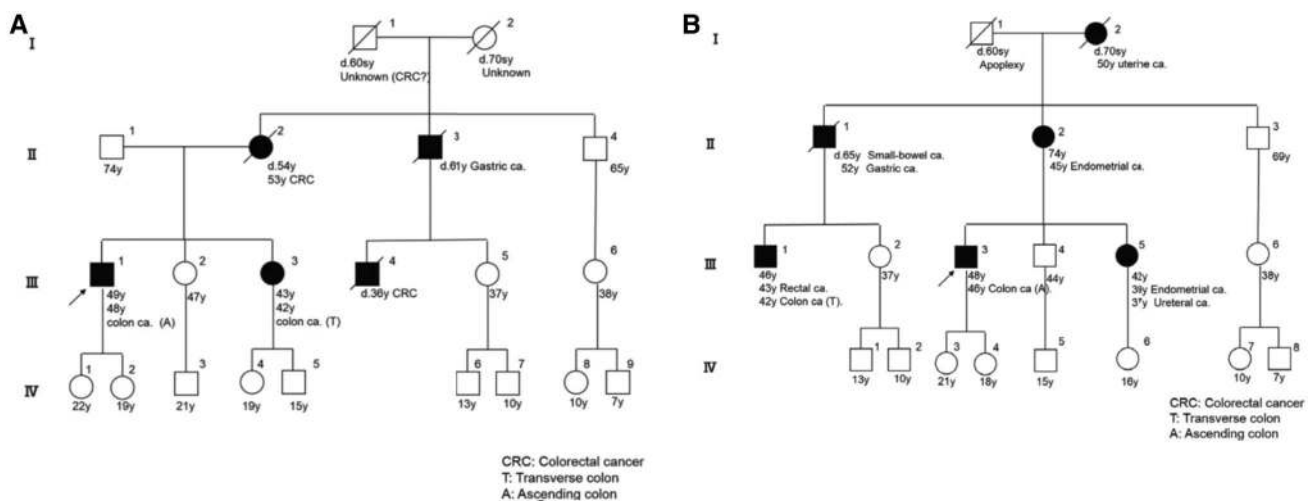 A
I
1
2
d.60sy
Unknown (CRC?)
d.70sy
Unknown
II
1
74y
2
d.54y
53y CRC
3
d.61y Gastric ca.
4
65y
III
1
49y
48y
colon ca. (A)
2
47y
3
43y
42y
colon ca. (T)
4
d.36y CRC
5
37y
6
38y
IV
1
22y
2
19y
3
21y
4
19y
5
15y
6
13y
7
10y
8
10y
9
7y
CRC: Colorectal cancer
T: Transverse colon
A: Ascending colon
B
I
1
d.60sy
Apoplexy
2
d.70sy
50y uterine ca.
II
1
d.65y Small-bowel ca.
52y Gastric ca.
2
74y
45y Endometrial ca.
3
69y
III
1
46y
43y Rectal ca.
42y Colon ca (T).
2
37y
3
48y
46y Colon ca (A).
4
44y
5
42y
39y Endometrial ca.
37y Ureteral ca.
6
38y
IV
1
13y
2
10y
3
21y
4
18y
5
15y
6
16y
7
10y
8
7y
CRC: Colorectal cancer
T: Transverse colon
A: Ascending colon